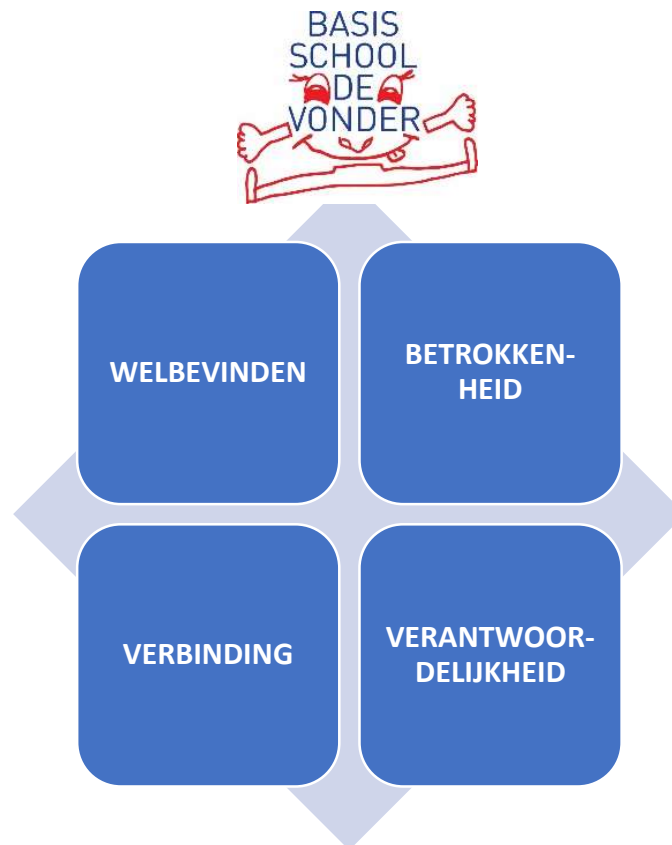 BASIS
SCHOOL
DE
VONDER
WELBEVINDEN
BETROKKEN-
HEID
VERBINDING
VERANTWOOR-
DELIJKHEID